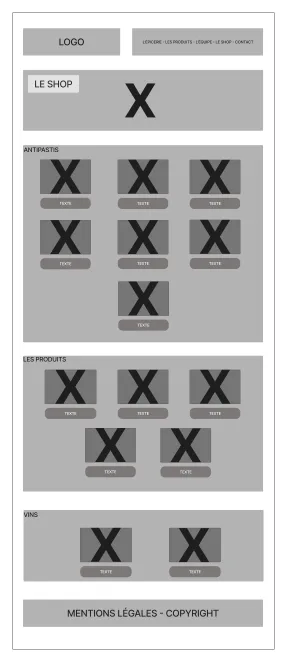 LOGO
L'EPICERIE - LES PRODUITS - L'ÉQUIPE - LE SHOP - CONTACT
LE SHOP
X
ANTIPASTIS
X X X
TEXTE TEXTE TEXTE
X X X
TEXTE TEXTE TEXTE
X
TEXTE
LES PRODUITS
X X X
TEXTE TEXTE TEXTE
X X
TEXTE TEXTE
VINS
X X
TEXTE TEXTE
MENTIONS LÉGALES - COPYRIGHT